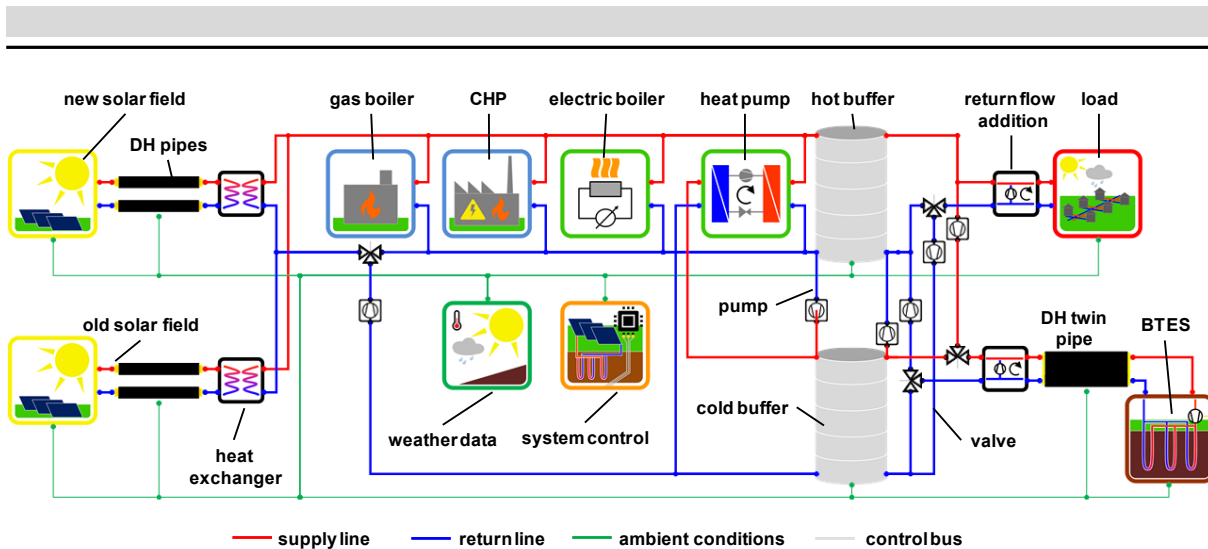 new solar field
gas boiler
CHP
electric boiler
heat pump
hot buffer
return flow
addition
load
DH pipes
pump
old solar field
DH twin
pipe
BTES
weather data
system control
cold buffer
valve
heat
exchanger
supply line
return line
ambient conditions
control bus